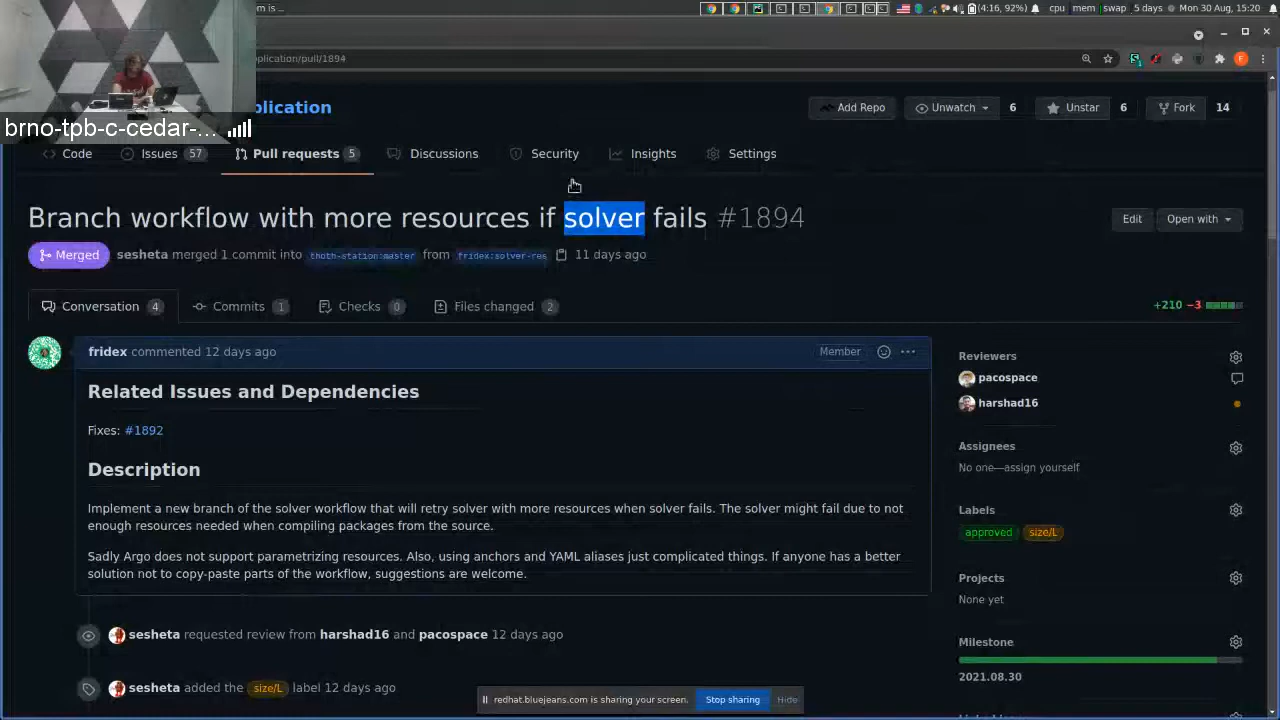 m is ..
(4:16, 92%) cpu mem swap 5 days Mon 30 Aug, 15:20
plication/pull/1894
brno-tpb-c-cedar-...
plication
Add Repo Unwatch 6 Unstar 6 Fork 14
Code Issues 57 Pull requests 5 Discussions Security Insights Settings
Branch workflow with more resources if solver fails #1894
Edit Open with
Merged sesheta merged 1 commit into thoth-station:master from fridex:solver-res 11 days ago
Conversation 4 Commits 1 Checks 0 Files changed 2
+210 −3
fridex commented 12 days ago Member
Related Issues and Dependencies
Fixes: #1892
Description
Implement a new branch of the solver workflow that will retry solver with more resources when solver fails. The solver might fail due to not
enough resources needed when compiling packages from the source.
Sadly Argo does not support parametrizing resources. Also, using anchors and YAML aliases just complicated things. If anyone has a better
solution not to copy-paste parts of the workflow, suggestions are welcome.
sesheta requested review from harshad16 and pacospace 12 days ago
sesheta added the size/L label 12 days ago
Reviewers
pacospace
harshad16
Assignees
No one—assign yourself
Labels
approved size/L
Projects
None yet
Milestone
2021.08.30
redhat.bluejeans.com is sharing your screen. Stop sharing Hide